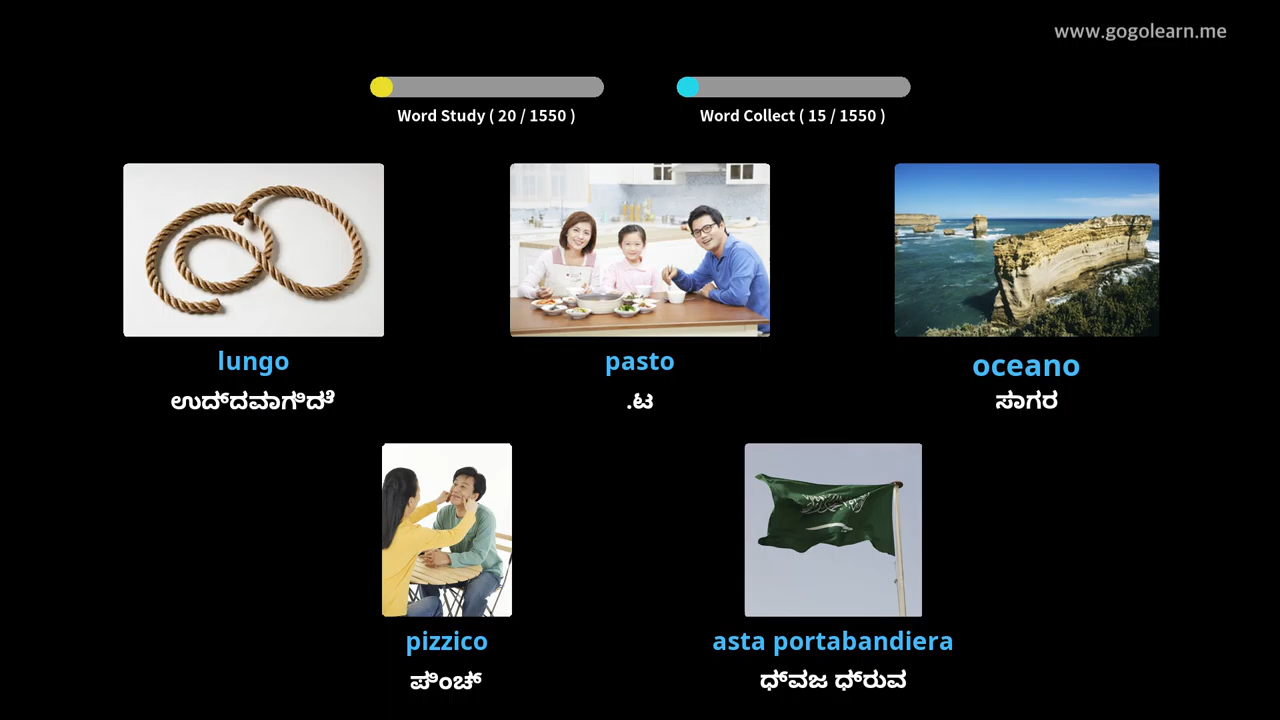 www.gogolearn.me
Word Study ( 20 / 1550 )
Word Collect ( 15 / 1550 )
lungo
pasto
oceano
ಉದ್ದವಾಗಿದೆ
.ಟ
ಸಾಗರ
pizzico
asta portabandiera
ಪಿಂಚ್
ಧ್ವಜ ಧ್ರುವ